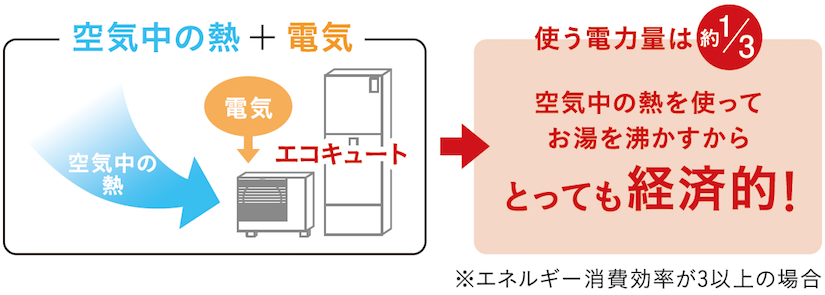 空気中の熱＋電気
電気
空気中の
熱
エコキュート
使う電力量は約1/3
空気中の熱を使って
お湯を沸かすから
とっても経済的!
※エネルギー消費効率が3以上の場合